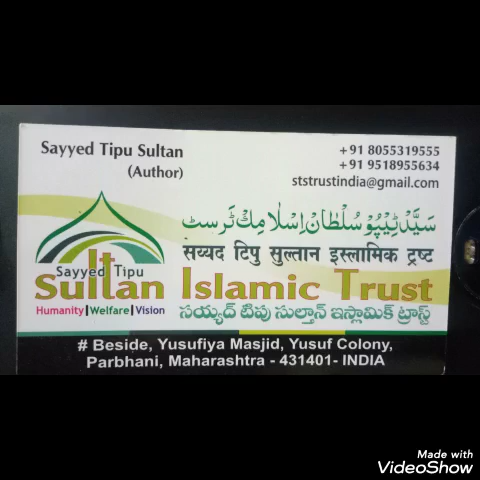 Sayyed Tipu Sultan
(Author)
+91 8055319555
+91 9518955634
ststrustindia@gmail.com
سیّد ٹیپو سُلطان اِسلامِک ٹرسٹ
सय्यद टिपु सुल्तान इस्लामिक ट्रष्ट
Sayyed Tipu
Sultan Islamic Trust
Humanity|Welfare|Vision
సయ్యద్ టిపు సుల్తాన్ ఇస్లామిక్ ట్రాస్ట్
# Beside, Yusufiya Masjid, Yusuf Colony,
Parbhani, Maharashtra - 431401- INDIA
Made with
VideoShow